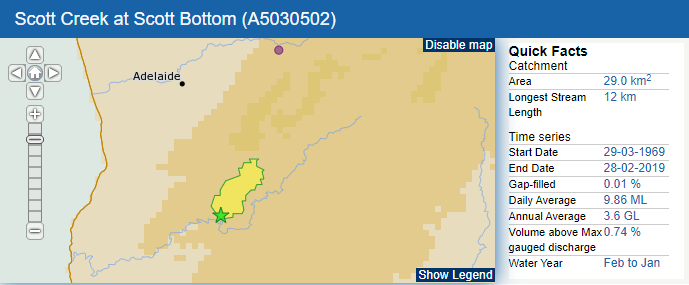 Scott Creek at Scott Bottom (A5030502)
Disable map
Adelaide
Show Legend
Quick Facts
Catchment
Area 29.0 km2
Longest Stream 12 km
Length
Time series
Start Date 29-03-1969
End Date 28-02-2019
Gap-filled 0.01 %
Daily Average 9.86 ML
Annual Average 3.6 GL
Volume above Max 0.74 %
gauged discharge
Water Year Feb to Jan